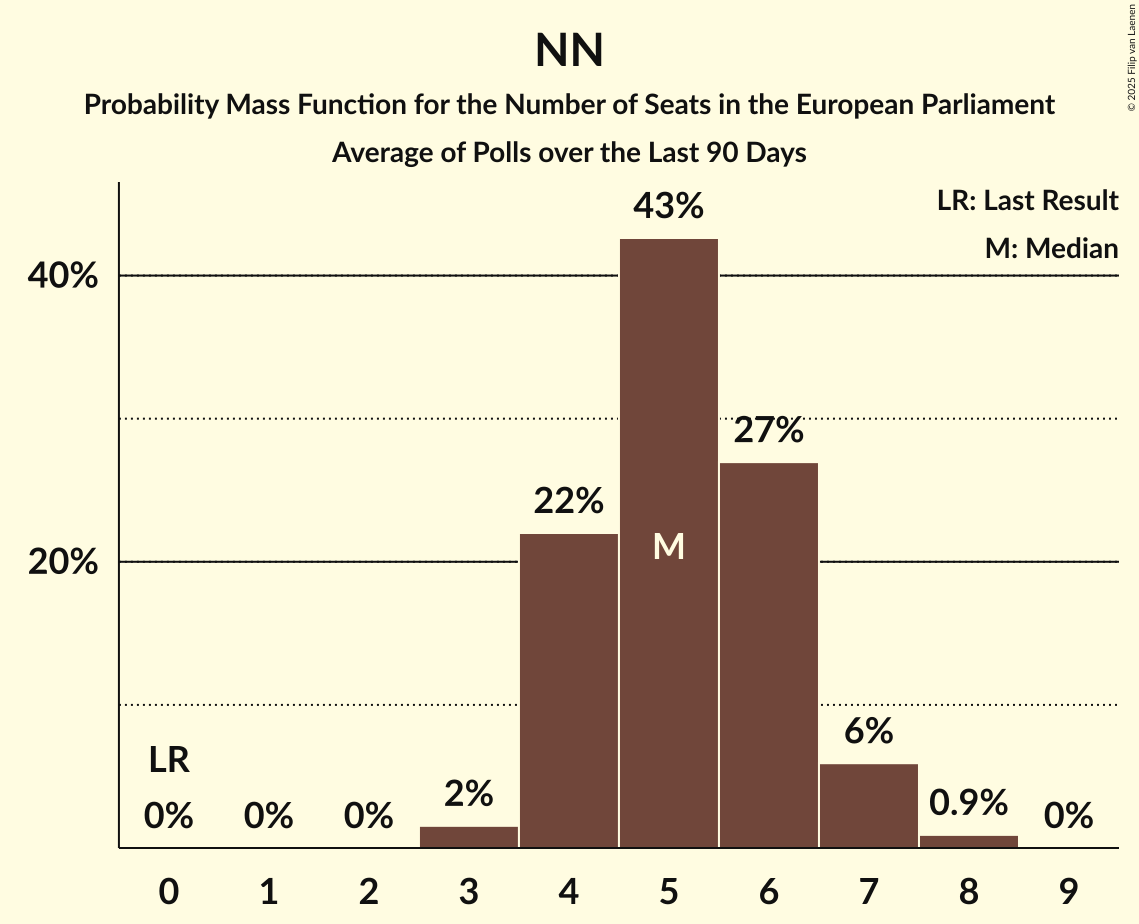 NN
Probability Mass Function for the Number of Seats in the European Parliament
Average of Polls over the Last 90 Days
© 2025 Filip van Laenen
LR: Last Result
M: Median
43%
40%
27%
22%
M
20%
6%
LR
2%
0.9%
0% 0% 0% 0%
0 1 2 3 4 5 6 7 8 9